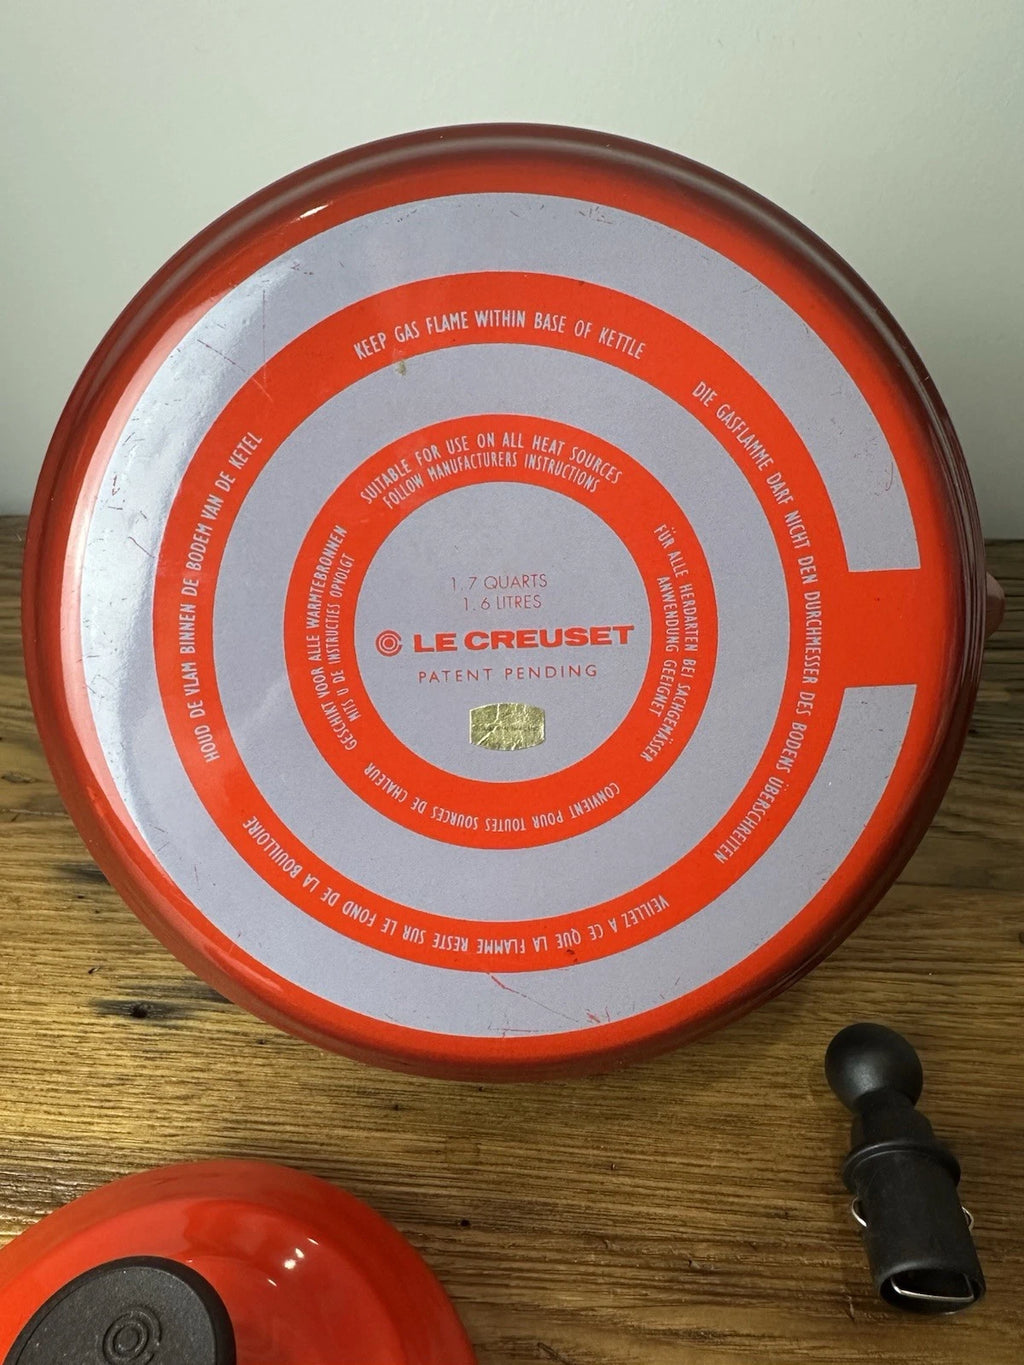 KEEP GAS FLAME WITHIN BASE OF KETTLE
DIE GASFLAMME DARF NICHT DEN DURCHMESSER DES BODENS ÜBERSCHREITEN
VEILLEZ A CE QUE LA FLAMME RESTE SUR LE FOND DE LA BOUILLOIRE
HOUD DE VLAM BINNEN DE BODEM VAN DE KETEL
SUITABLE FOR USE ON ALL HEAT SOURCES
FOLLOW MANUFACTURERS INSTRUCTIONS
FÜR ALLE HERDARTEN BEI SACHGEMÄSER
ANWENDUNG GEEIGNET
CONVIENT POUR TOUTES SOURCES DE CHALEUR
GESCHIKT VOOR ALLE WARMTEBRONNEN
MITS U DE INSTRUCTIES OPVOLGT
1.7 QUARTS
1.6 LITRES
LE CREUSET
PATENT PENDING